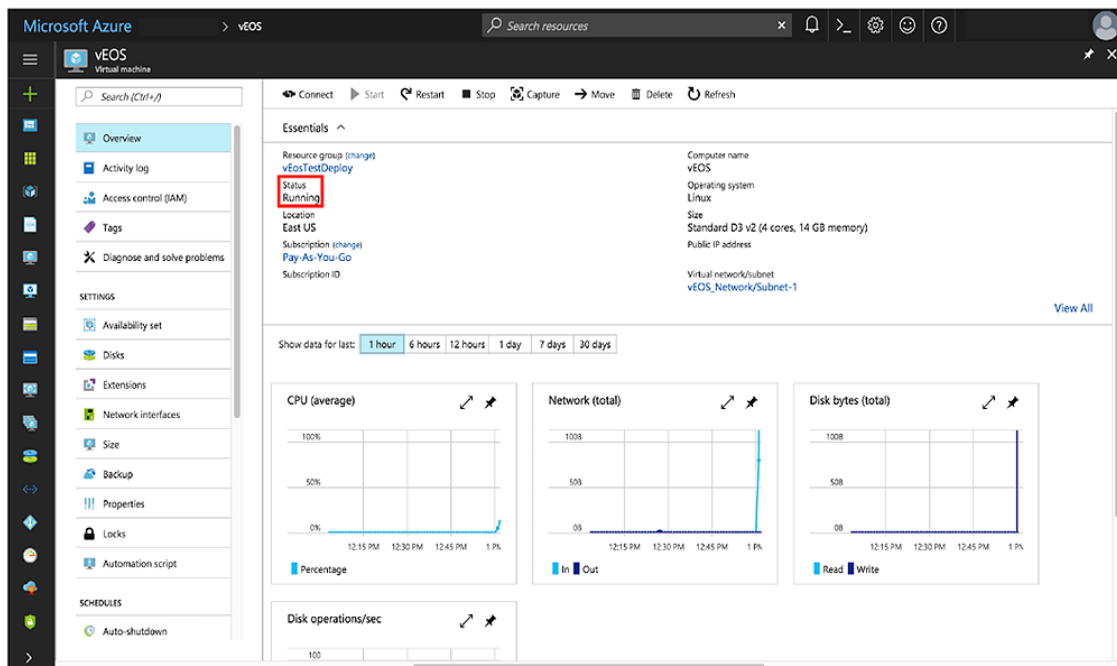 Microsoft Azure > vEOS
Search resources
vEOS
Virtual machine
Search (Ctrl+/)
Overview
Activity log
Access control (IAM)
Tags
Diagnose and solve problems
SETTINGS
Availability set
Disks
Extensions
Network interfaces
Size
Backup
Properties
Locks
Automation script
SCHEDULES
Auto-shutdown
Connect Start Restart Stop Capture Move Delete Refresh
Essentials
Resource group (change)
vEosTestDeploy
Status
Running
Location
East US
Subscription (change)
Pay-As-You-Go
Subscription ID
Computer name
vEOS
Operating system
Linux
Size
Standard D3 v2 (4 cores, 14 GB memory)
Public IP address
Virtual network/subnet
vEOS_Network/Subnet-1
View All
Show data for last: 1 hour 6 hours 12 hours 1 day 7 days 30 days
CPU (average)
100%
50%
0%
12:15 PM 12:30 PM 12:45 PM 1 PM
Percentage
Network (total)
100B
50B
0B
12:15 PM 12:30 PM 12:45 PM 1 PM
In Out
Disk bytes (total)
100B
50B
0B
12:15 PM 12:30 PM 12:45 PM 1 PM
Read Write
Disk operations/sec
100